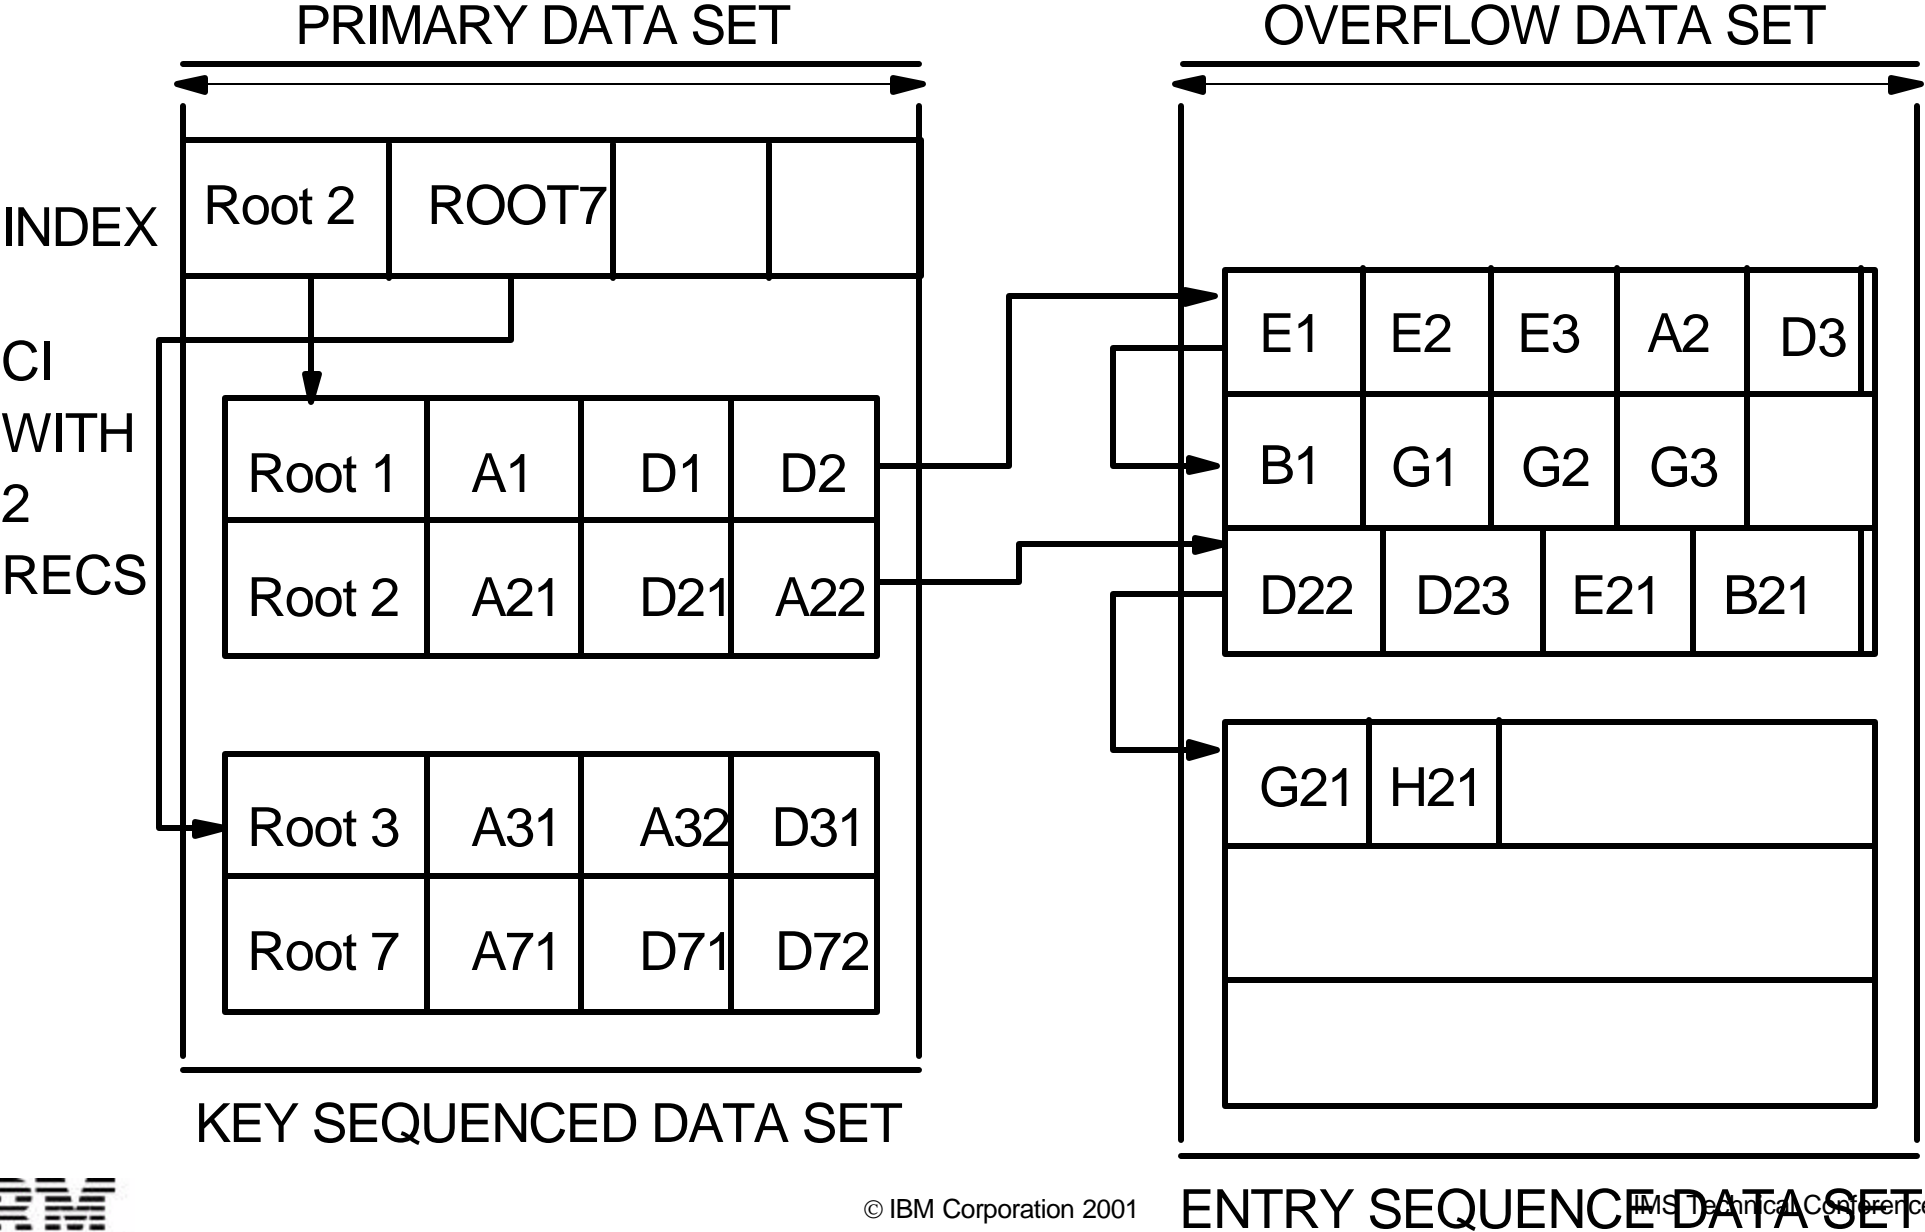 PRIMARY DATA SET
OVERFLOW DATA SET
INDEX
Root 2 ROOT7
CI
WITH
2
RECS
Root 1 A1 D1 D2
Root 2 A21 D21 A22
Root 3 A31 A32 D31
Root 7 A71 D71 D72
KEY SEQUENCED DATA SET
E1 E2 E3 A2 D3
B1 G1 G2 G3
D22 D23 E21 B21
G21 H21
ENTRY SEQUENCE DATA SET
© IBM Corporation 2001
IMS Technical Conference
IBM